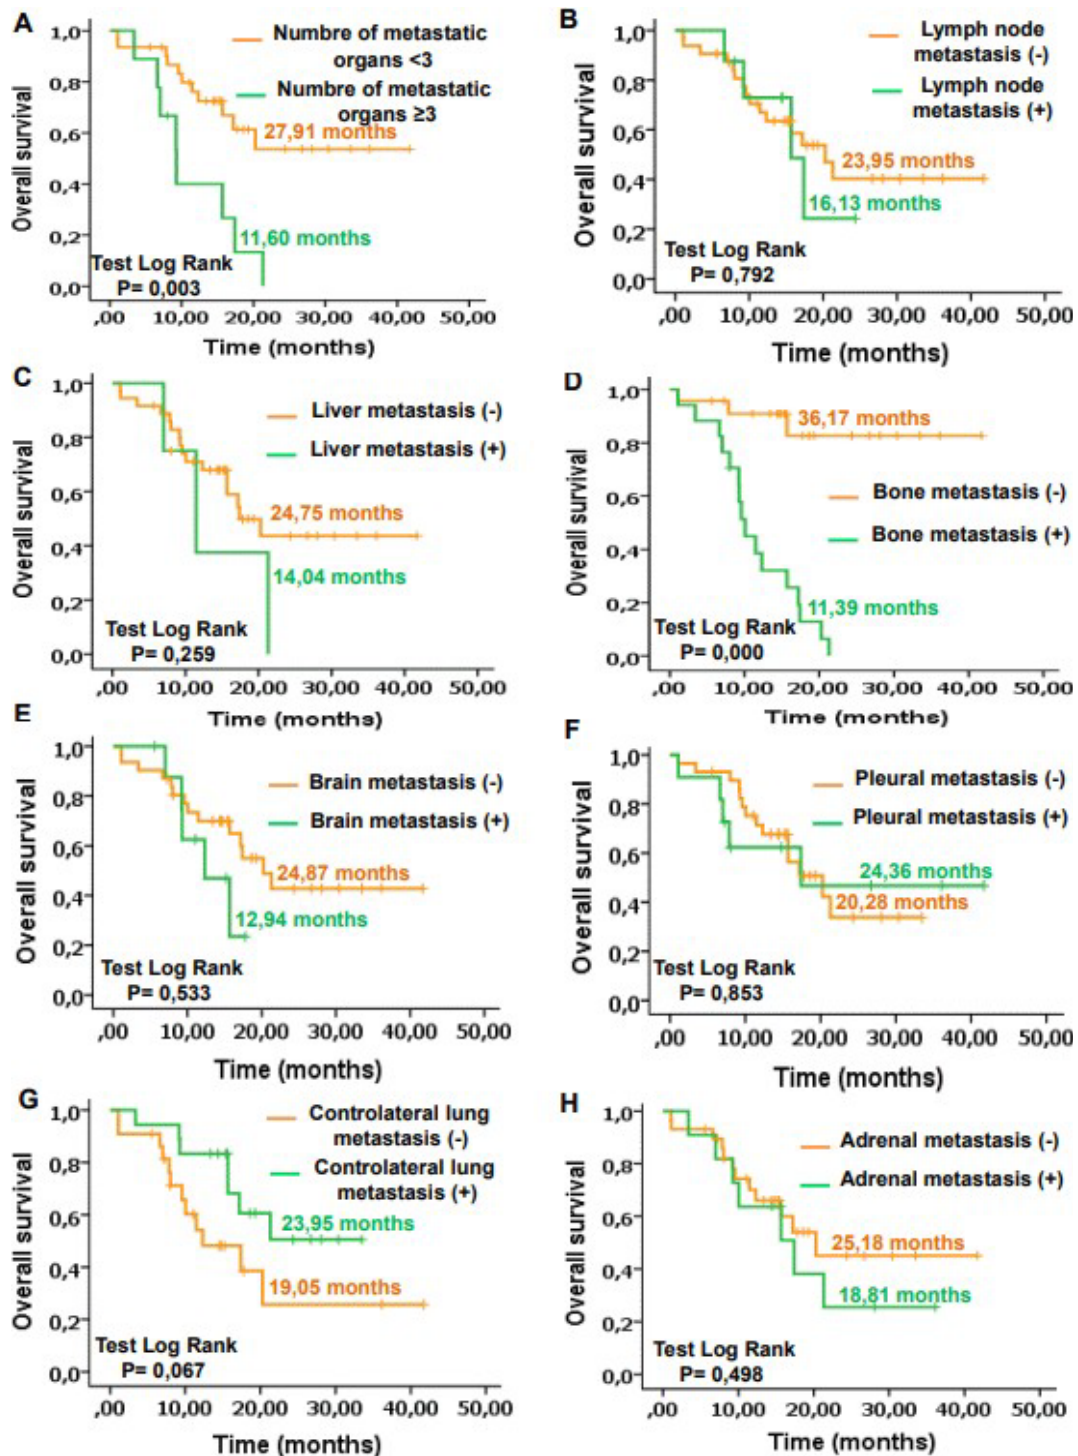 A
Numbre of metastatic
organs <3
Numbre of metastatic
organs ≥3
27,91 months
11,60 months
Test Log Rank
P= 0,003
Overall survival
1,0
0,8
0,6
0,4
0,2
0,0
,00 10,00 20,00 30,00 40,00 50,00
Time (months)
B
Lymph node
metastasis (-)
Lymph node
metastasis (+)
23,95 months
16,13 months
Test Log Rank
P= 0,792
Overall survival
1,0
0,8
0,6
0,4
0,2
0,0
,00 10,00 20,00 30,00 40,00 50,00
Time (months)
C
Liver metastasis (-)
Liver metastasis (+)
24,75 months
14,04 months
Test Log Rank
P= 0,259
Overall survival
1,0
0,8
0,6
0,4
0,2
0,0
,00 10,00 20,00 30,00 40,00 50,00
Time (months)
D
36,17 months
Bone metastasis (-)
Bone metastasis (+)
11,39 months
Test Log Rank
P= 0,000
Overall survival
1,0
0,8
0,6
0,4
0,2
0,0
,00 10,00 20,00 30,00 40,00 50,00
Time (months)
E
Brain metastasis (-)
Brain metastasis (+)
24,87 months
12,94 months
Test Log Rank
P= 0,533
Overall survival
1,0
0,8
0,6
0,4
0,2
0,0
,00 10,00 20,00 30,00 40,00 50,00
Time (months)
F
Pleural metastasis (-)
Pleural metastasis (+)
24,36 months
20,28 months
Test Log Rank
P= 0,853
Overall survival
1,0
0,8
0,6
0,4
0,2
0,0
,00 10,00 20,00 30,00 40,00 50,00
Time (months)
G
Controlateral lung
metastasis (-)
Controlateral lung
metastasis (+)
23,95 months
19,05 months
Test Log Rank
P= 0,067
Overall survival
1,0
0,8
0,6
0,4
0,2
0,0
,00 10,00 20,00 30,00 40,00 50,00
Time (months)
H
Adrenal metastasis (-)
Adrenal metastasis (+)
25,18 months
18,81 months
Test Log Rank
P= 0,498
Overall survival
1,0
0,8
0,6
0,4
0,2
0,0
,00 10,00 20,00 30,00 40,00 50,00
Time (months)